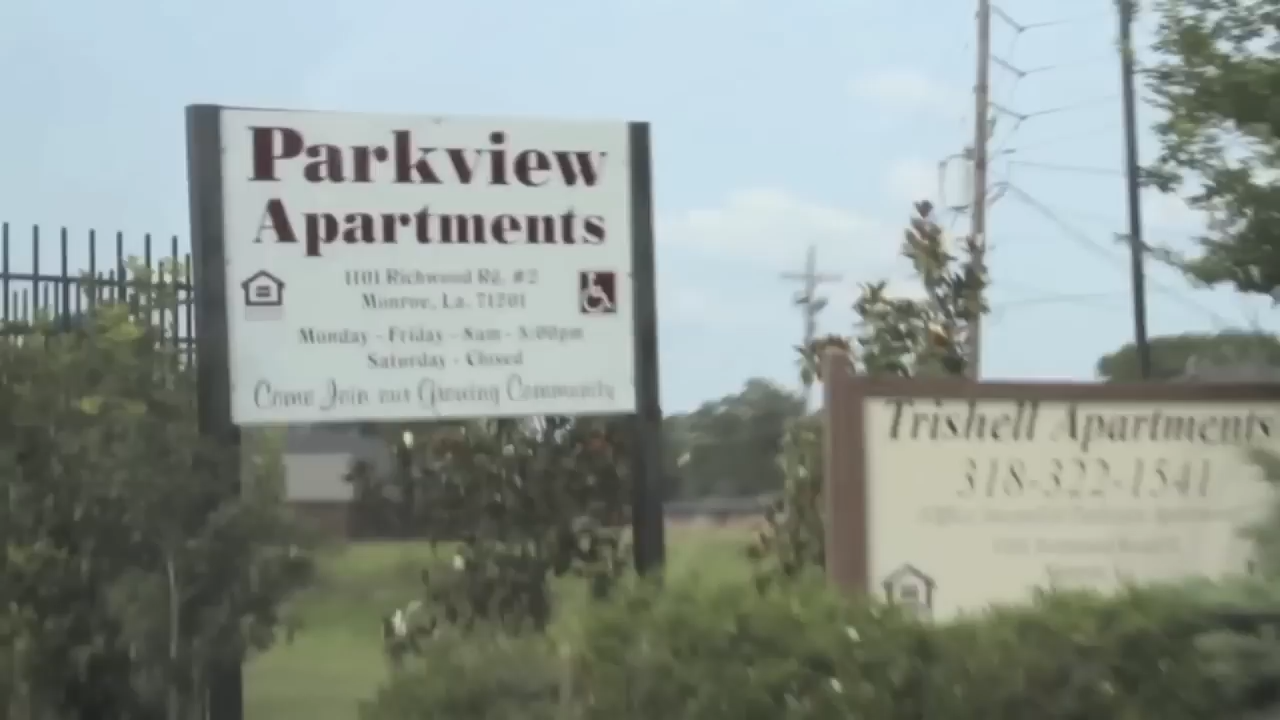 Parkview
Apartments
1101 Richwood Rd. #2
Monroe, La. 71201
Monday - Friday - 8am - 5:00pm
Saturday - Closed
Come Join our Growing Community
Trishell Apartments
318-322-1541